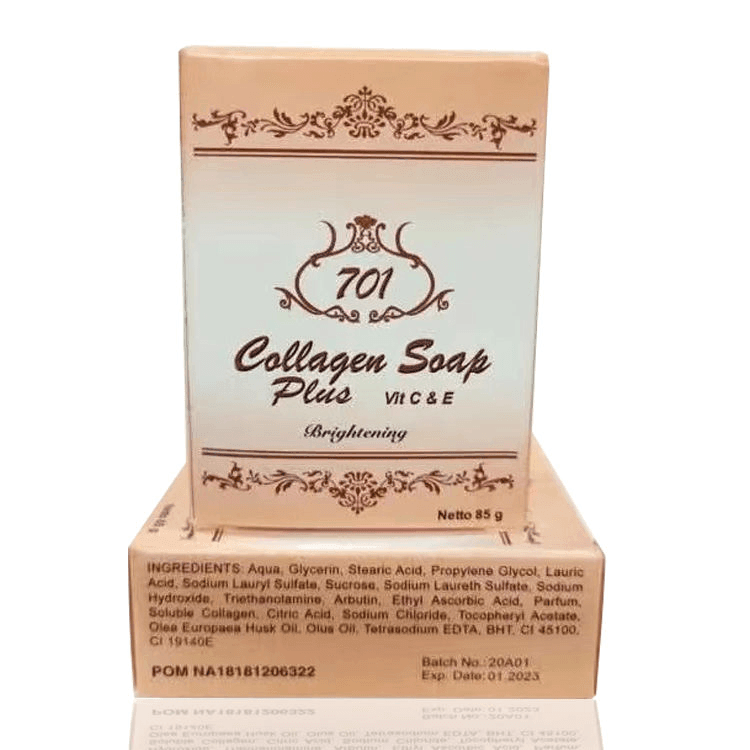 701
Collagen Soap
Plus Vit C & E
Brightening
Netto 85 g
Netto 85 g
INGREDIENTS: Aqua, Glycerin, Stearic Acid, Propylene Glycol, Lauric
Acid, Sodium Lauryl Sulfate, Sucrose, Sodium Laureth Sulfate, Sodium
Hydroxide, Triethanolamine, Arbutin, Ethyl Ascorbic Acid, Parfum,
Soluble Collagen, Citric Acid, Sodium Chloride, Tocopheryl Acetate,
Olea Europaea Husk Oil, Olus Oil, Tetrasodium EDTA, BHT, CI 45100,
CI 19140E
POM NA18181206322
Batch No.: 20A01
Exp. Date: 01 2023